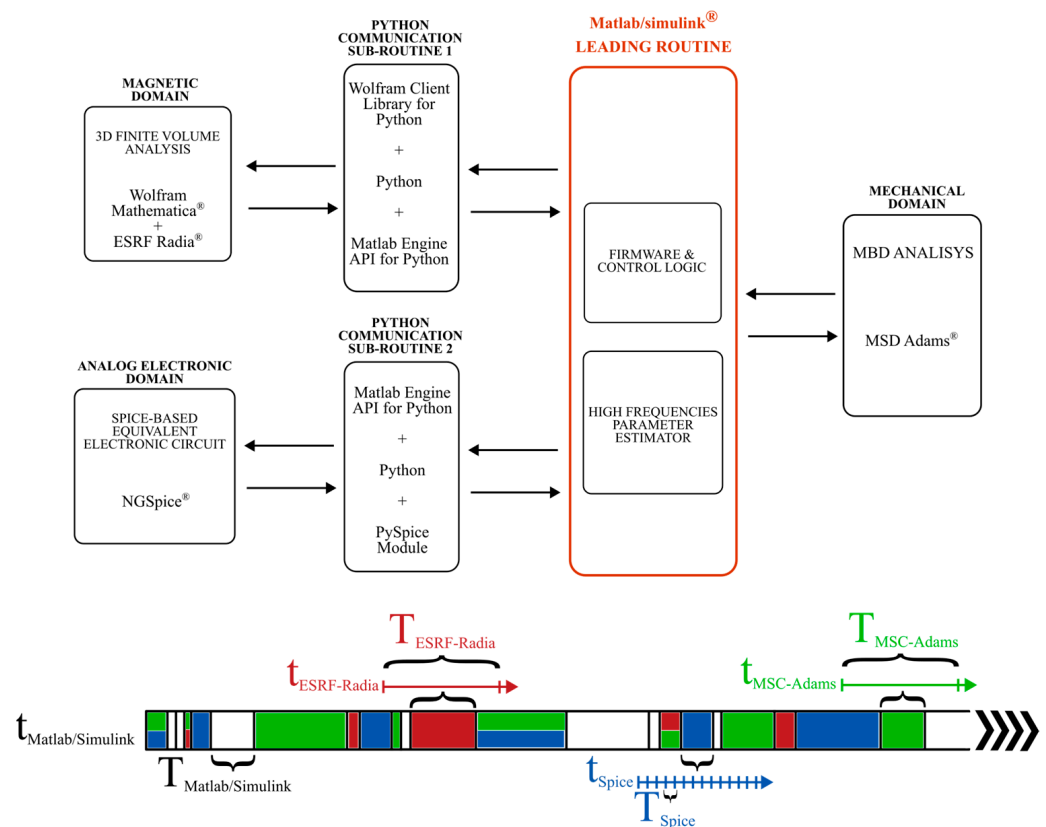 MAGNETIC
DOMAIN
3D FINITE VOLUME
ANALYSIS
Wolfram
Mathematica®
+
ESRF Radia®
PYTHON
COMMUNICATION
SUB-ROUTINE 1
Wolfram Client
Library for
Python
+
Python
+
Matlab Engine
API for Python
Matlab/simulink®
LEADING ROUTINE
FIRMWARE &
CONTROL LOGIC
HIGH FREQUENCIES
PARAMETER
ESTIMATOR
MECHANICAL
DOMAIN
MBD ANALISYS
MSD Adams®
ANALOG ELECTRONIC
DOMAIN
SPICE-BASED
EQUIVALENT
ELECTRONIC CIRCUIT
NGSpice®
PYTHON
COMMUNICATION
SUB-ROUTINE 2
Matlab Engine
API for Python
+
Python
+
PySpice
Module
T ESRF-Radia
t ESRF-Radia
T MSC-Adams
t MSC-Adams
t Matlab/Simulink
T Matlab/Simulink
t Spice
T Spice